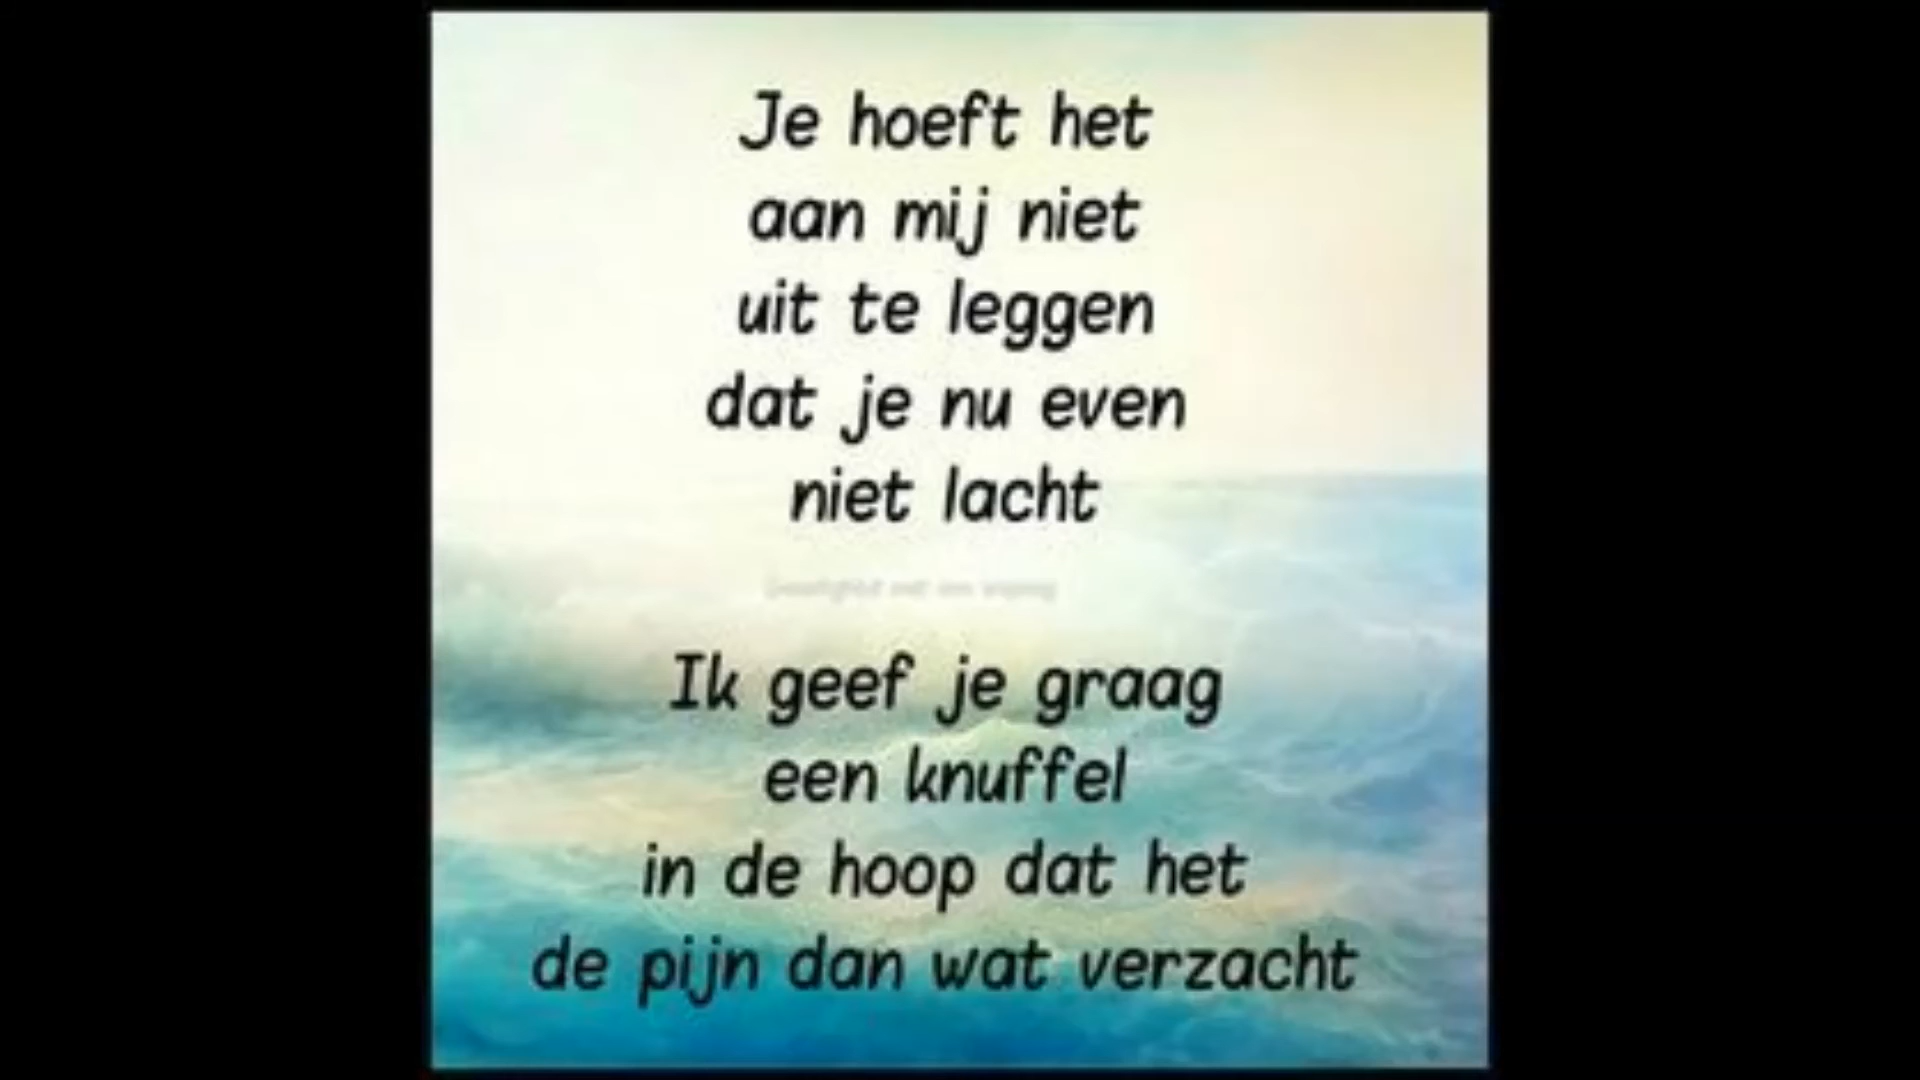 Je hoeft het
aan mij niet
uit te leggen
dat je nu even
niet lacht
Ik geef je graag
een knuffel
in de hoop dat het
de pijn dan wat verzacht